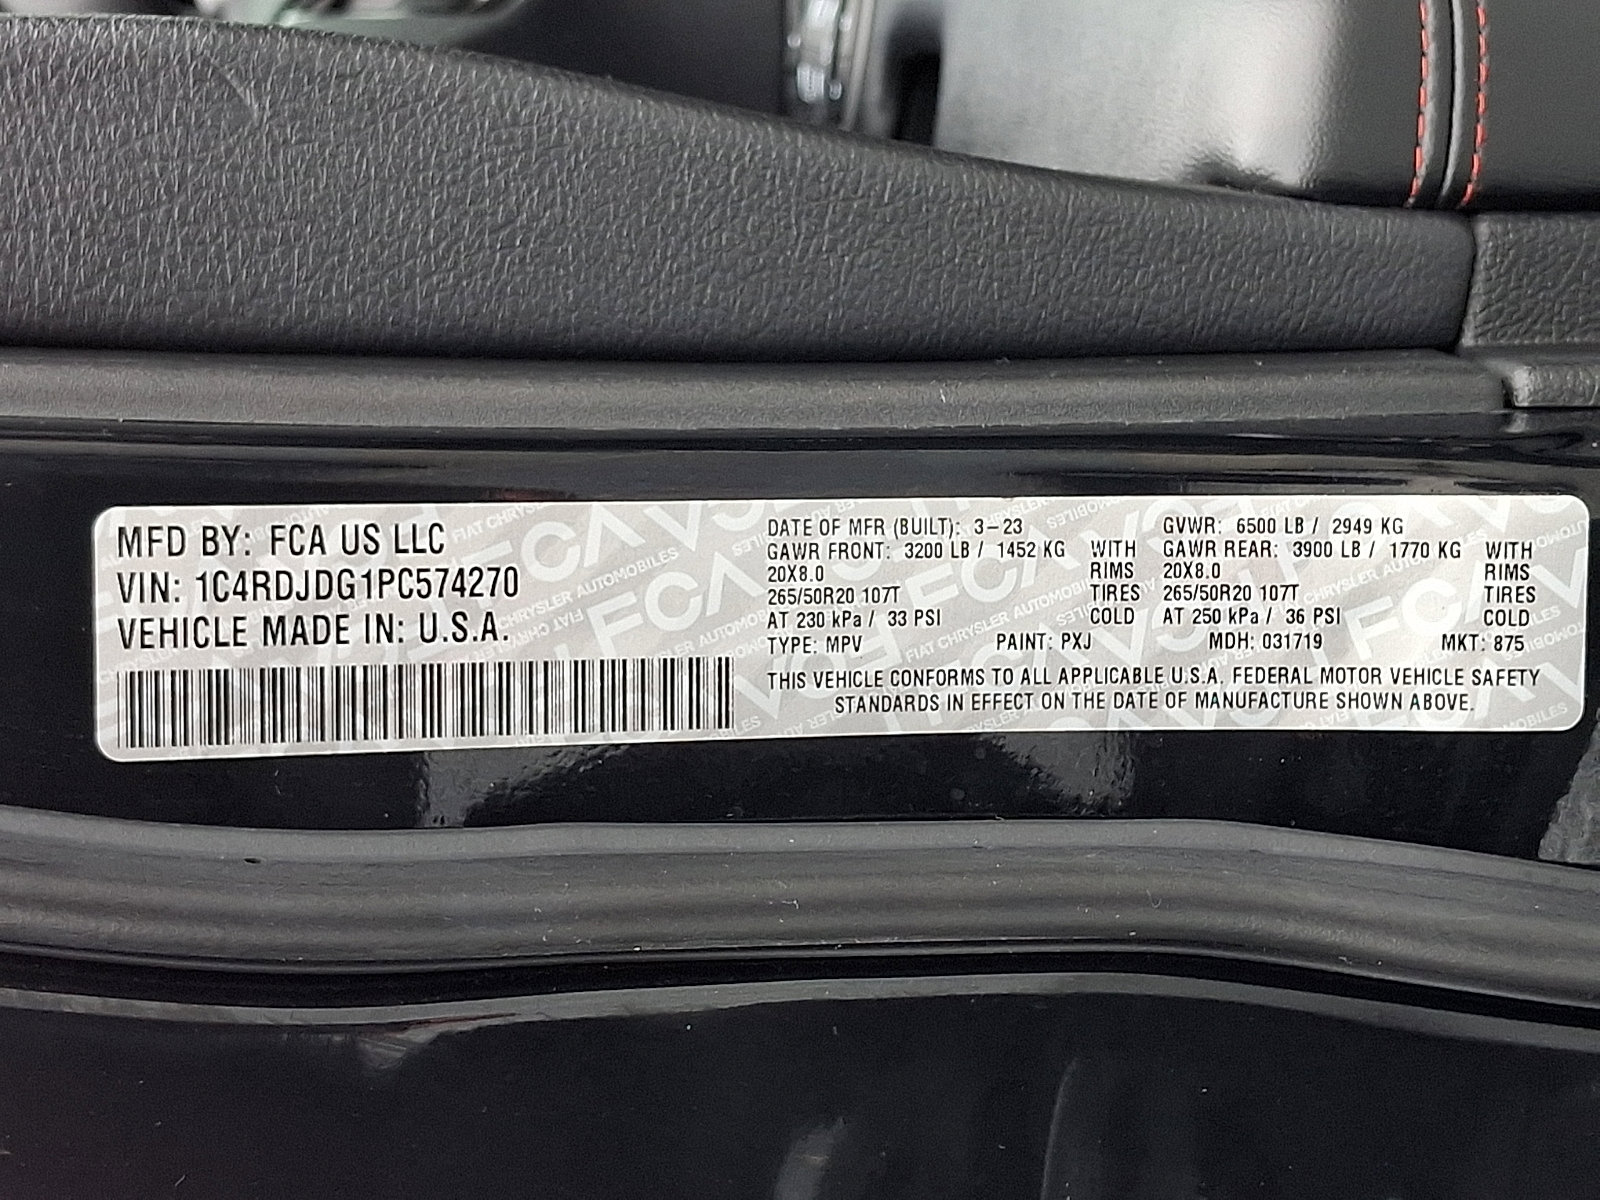 MFD BY: FCA US LLC
VIN: 1C4RDJDG1PC574270
VEHICLE MADE IN: U.S.A.
DATE OF MFR (BUILT): 3-23 GVWR: 6500 LB / 2949 KG
GAWR FRONT: 3200 LB / 1452 KG WITH GAWR REAR: 3900 LB / 1770 KG WITH
20X8.0 RIMS 20X8.0 RIMS
265/50R20 107T TIRES 265/50R20 107T TIRES
AT 230 kPa / 33 PSI COLD AT 250 kPa / 36 PSI COLD
TYPE: MPV PAINT: PXJ MDH: 031719 MKT: 875
THIS VEHICLE CONFORMS TO ALL APPLICABLE U.S.A. FEDERAL MOTOR VEHICLE SAFETY
STANDARDS IN EFFECT ON THE DATE OF MANUFACTURE SHOWN ABOVE.
FCA
FIAT CHRYSLER AUTOMOBILES